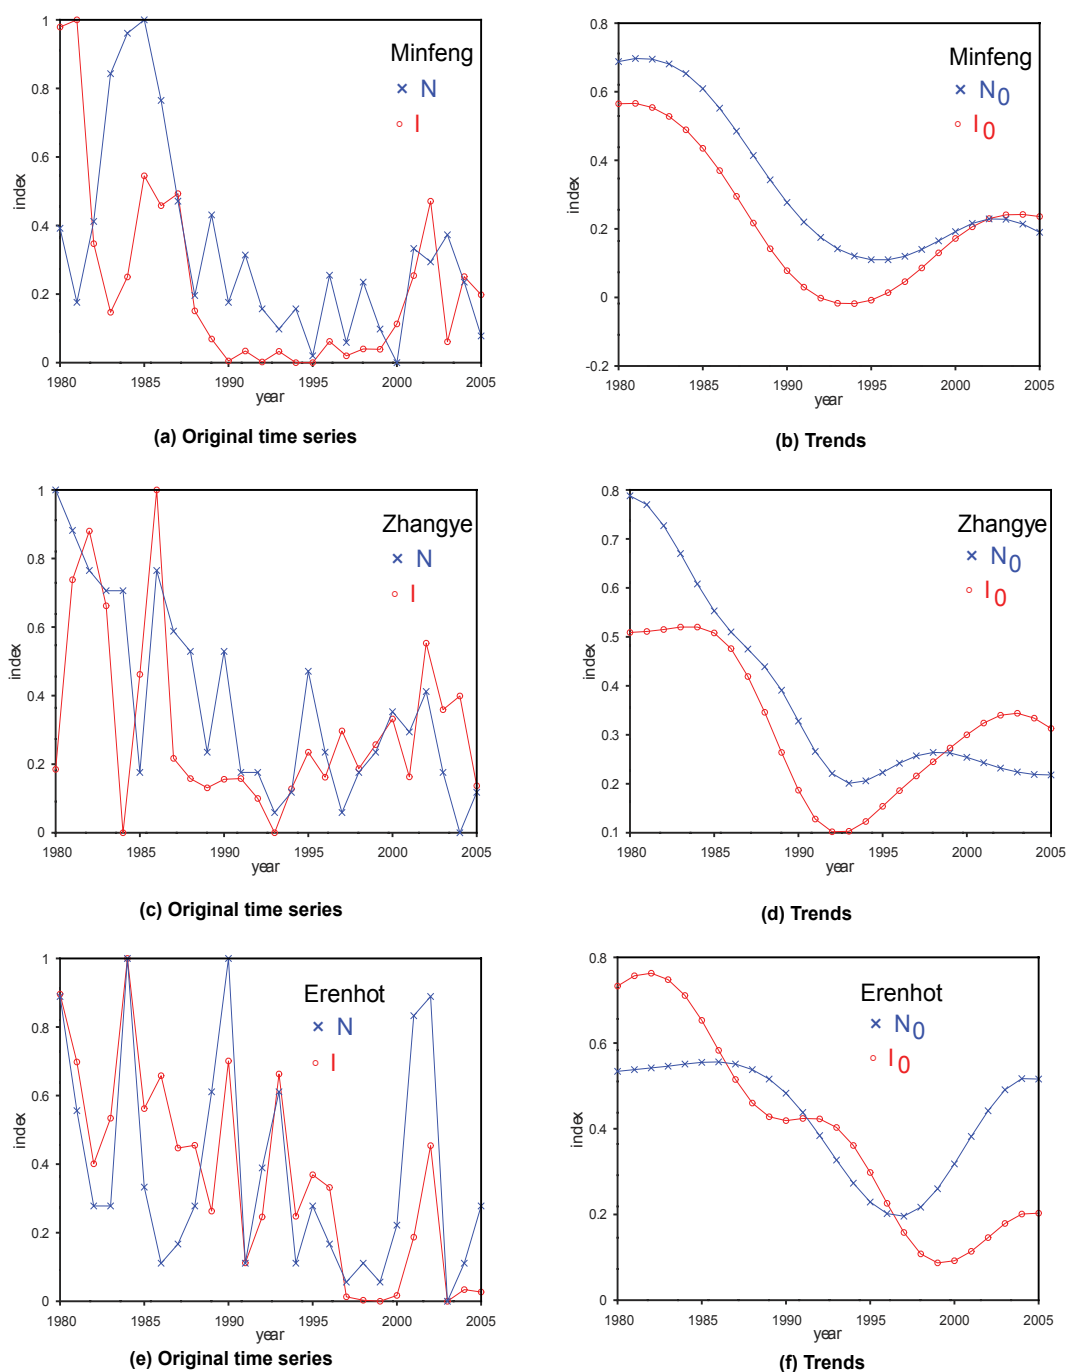 1
0.8
0.6
0.4
0.2
0
index
1980
1985
1990
1995
2000
2005
year
Minfeng
× N
I
(a) Original time series
0.8
0.6
0.4
0.2
0
-0.2
index
1980
1985
1990
1995
2000
2005
year
Minfeng
× N0
I0
(b) Trends
1
0.8
0.6
0.4
0.2
0
index
1980
1985
1990
1995
2000
2005
year
Zhangye
× N
I
(c) Original time series
0.8
0.7
0.6
0.5
0.4
0.3
0.2
0.1
index
1980
1985
1990
1995
2000
2005
year
Zhangye
× N0
I0
(d) Trends
1
0.8
0.6
0.4
0.2
0
index
1980
1985
1990
1995
2000
2005
year
Erenhot
× N
I
(e) Original time series
0.8
0.6
0.4
0.2
0
index
1980
1985
1990
1995
2000
2005
year
Erenhot
× N0
I0
(f) Trends